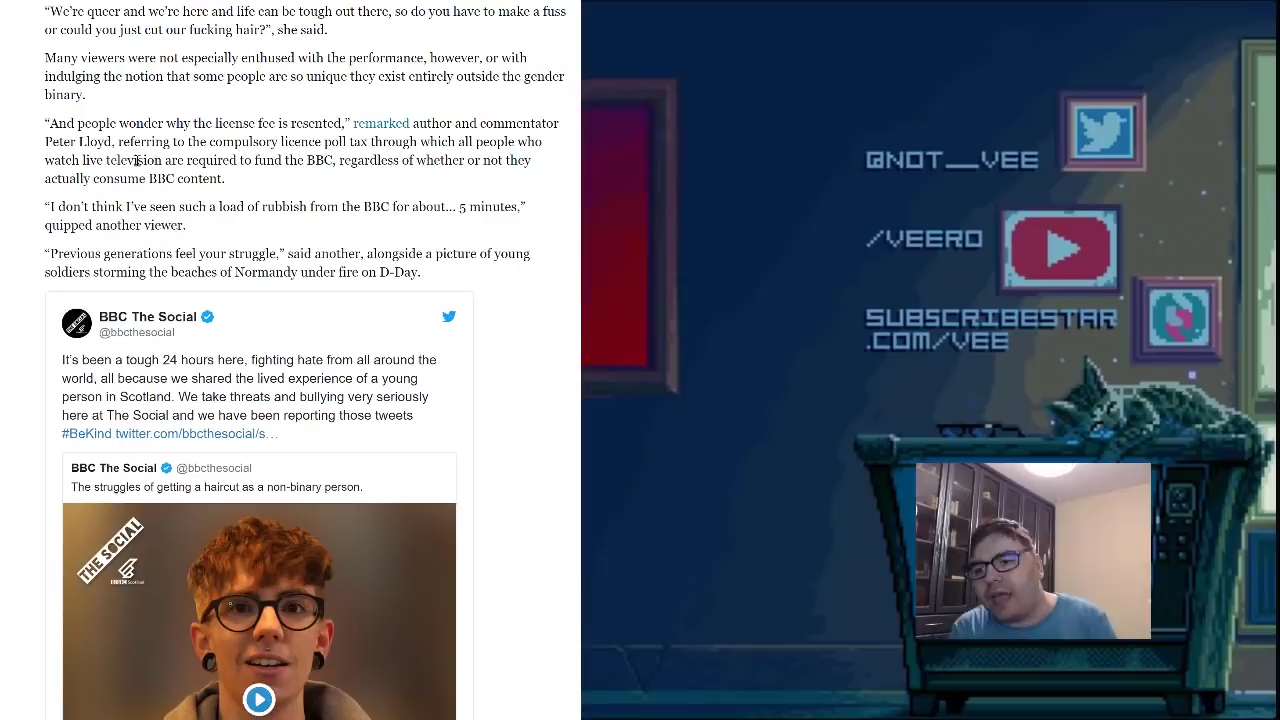 “We’re queer and we’re here and life can be tough out there, so do you have to make a fuss
or could you just cut our fucking hair?”, she said.
Many viewers were not especially enthused with the performance, however, or with
indulging the notion that some people are so unique they exist entirely outside the gender
binary.
“And people wonder why the license fee is resented,” remarked author and commentator
Peter Lloyd, referring to the compulsory licence poll tax through which all people who
watch live television are required to fund the BBC, regardless of whether or not they
actually consume BBC content.
“I don’t think I’ve seen such a load of rubbish from the BBC for about... 5 minutes,”
quipped another viewer.
“Previous generations feel your struggle,” said another, alongside a picture of young
soldiers storming the beaches of Normandy under fire on D-Day.
BBC The Social
@bbcthesocial
It’s been a tough 24 hours here, fighting hate from all around the
world, all because we shared the lived experience of a young
person in Scotland. We take threats and bullying very seriously
here at The Social and we have been reporting those tweets
#BeKind twitter.com/bbcthesocial/s…
BBC The Social @bbcthesocial
The struggles of getting a haircut as a non-binary person.
THE SOCIAL
@NOT__VEE
/VEERO
SUBSCRIBESTAR
.COM/VEE